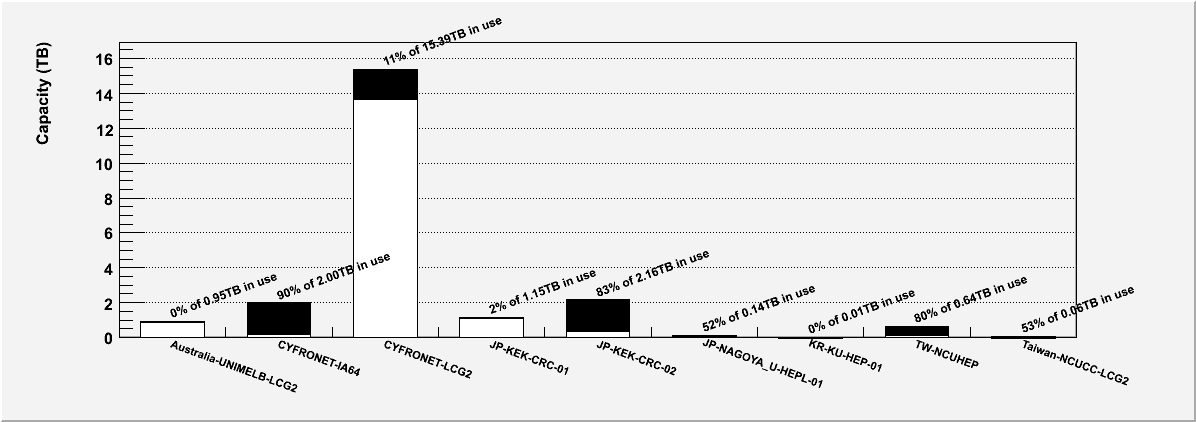 Capacity (TB)
16
14
12
10
8
6
4
2
0
0% of 0.95TB in use
90% of 2.00TB in use
11% of 15.39TB in use
2% of 1.15TB in use
83% of 2.16TB in use
52% of 0.14TB in use
0% of 0.01TB in use
80% of 0.64TB in use
53% of 0.06TB in use
Australia-UNIMELB-LCG2
CYFRONET-IA64
CYFRONET-LCG2
JP-KEK-CRC-01
JP-KEK-CRC-02
JP-NAGOYA_U-HEPL-01
KR-KU-HEP-01
TW-NCUHEP
Taiwan-NCUCC-LCG2